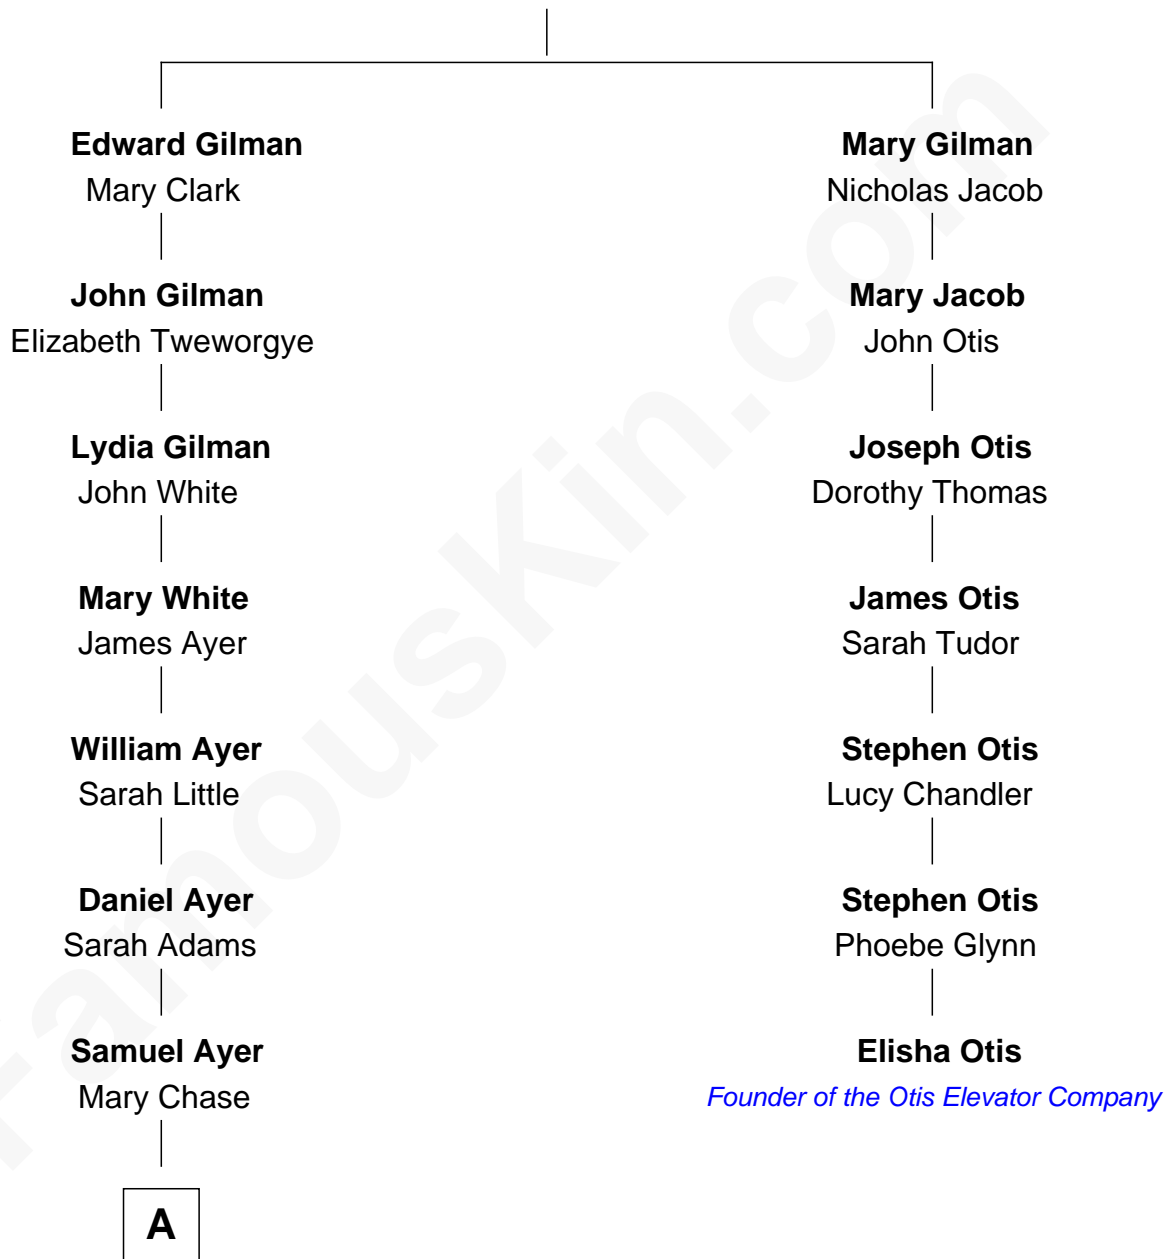 Edward Gilman
Mary Clark
John Gilman
Elizabeth Tweworgye
Lydia Gilman
John White
Mary White
James Ayer
William Ayer
Sarah Little
Daniel Ayer
Sarah Adams
Samuel Ayer
Mary Chase
A
Mary Gilman
Nicholas Jacob
Mary Jacob
John Otis
Joseph Otis
Dorothy Thomas
James Otis
Sarah Tudor
Stephen Otis
Lucy Chandler
Stephen Otis
Phoebe Glynn
Elisha Otis
Founder of the Otis Elevator Company
FamousKin.com